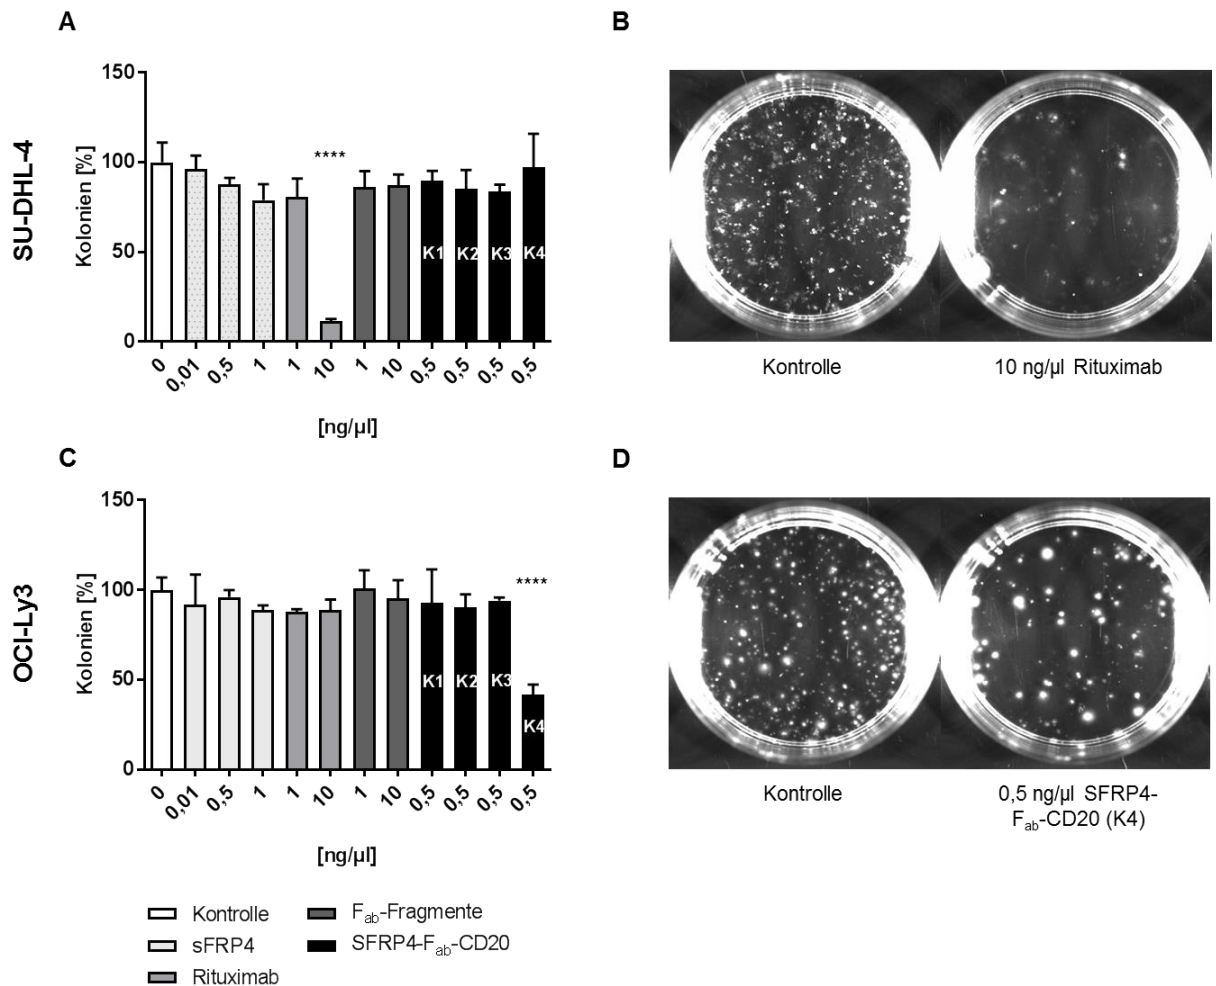 A
SU-DHL-4
Kolonien [%]
150
100
50
0
****
K1 K2 K3 K4
0 0,01 0,5 1 1 10 1 10 0,5 0,5 0,5 0,5
[ng/µl]
B
Kontrolle
10 ng/µl Rituximab
C
OCI-Ly3
Kolonien [%]
150
100
50
0
****
K1 K2 K3
K4
0 0,01 0,5 1 1 10 1 10 0,5 0,5 0,5 0,5
[ng/µl]
D
Kontrolle
0,5 ng/µl SFRP4-
Fab-CD20 (K4)
Kontrolle
sFRP4
Rituximab
Fab-Fragmente
SFRP4-Fab-CD20